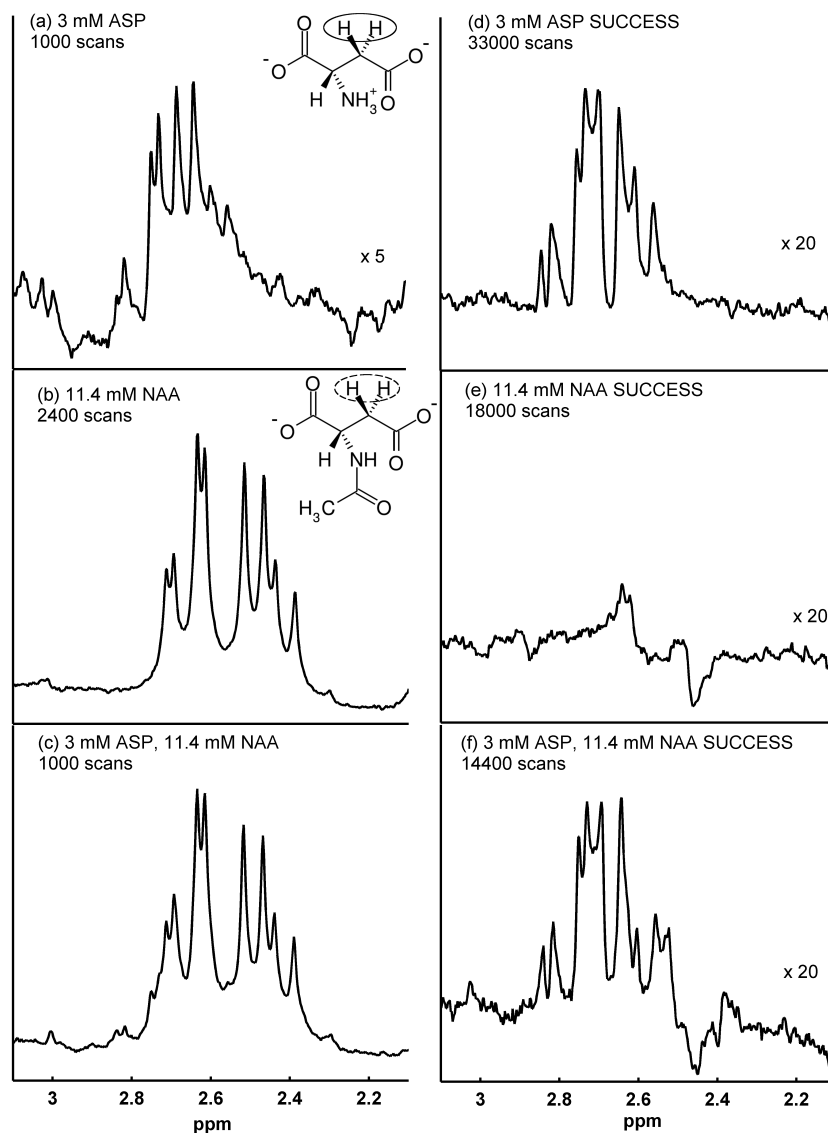 (a) 3 mM ASP
1000 scans
O
H H
-
O
-
O
H
NH3+
O
x 5
(b) 11.4 mM NAA
2400 scans
O
H H
-
O
-
O
H
NH
O
H3C
O
(c) 3 mM ASP, 11.4 mM NAA
1000 scans
3 2.8 2.6 2.4 2.2
ppm
(d) 3 mM ASP SUCCESS
33000 scans
x 20
(e) 11.4 mM NAA SUCCESS
18000 scans
x 20
(f) 3 mM ASP, 11.4 mM NAA SUCCESS
14400 scans
x 20
3 2.8 2.6 2.4 2.2
ppm